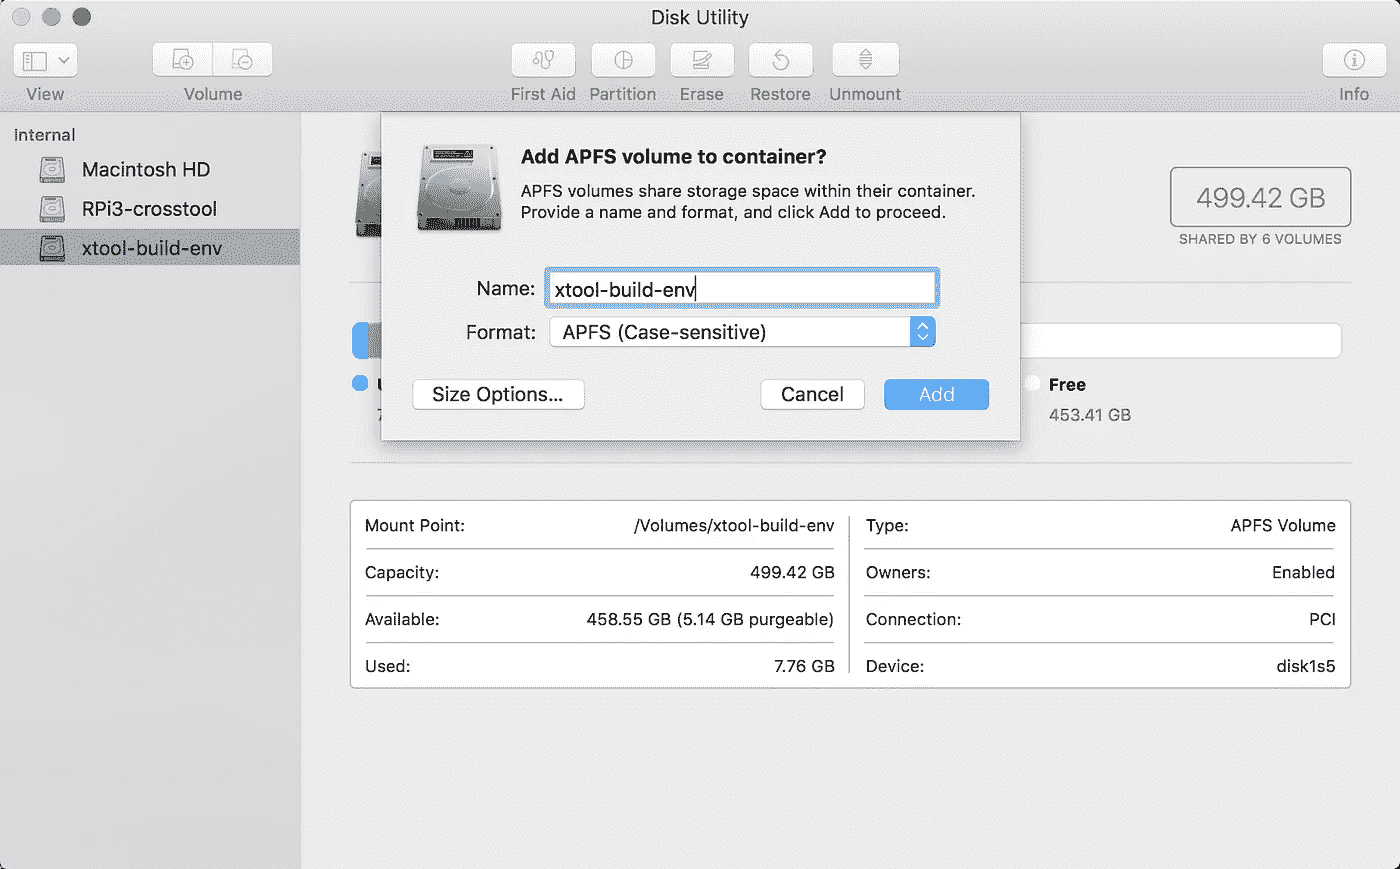 Disk Utility
View
Volume
First Aid
Partition
Erase
Restore
Unmount
Info
Internal
Macintosh HD
RPi3-crosstool
xtool-build-env
Add APFS volume to container?
APFS volumes share storage space within their container.
Provide a name and format, and click Add to proceed.
Name: xtool-build-env
Format: APFS (Case-sensitive)
Size Options...
Cancel
Add
499.42 GB
SHARED BY 6 VOLUMES
Free
453.41 GB
Mount Point: /Volumes/xtool-build-env
Capacity: 499.42 GB
Available: 458.55 GB (5.14 GB purgeable)
Used: 7.76 GB
Type: APFS Volume
Owners: Enabled
Connection: PCI
Device: disk1s5